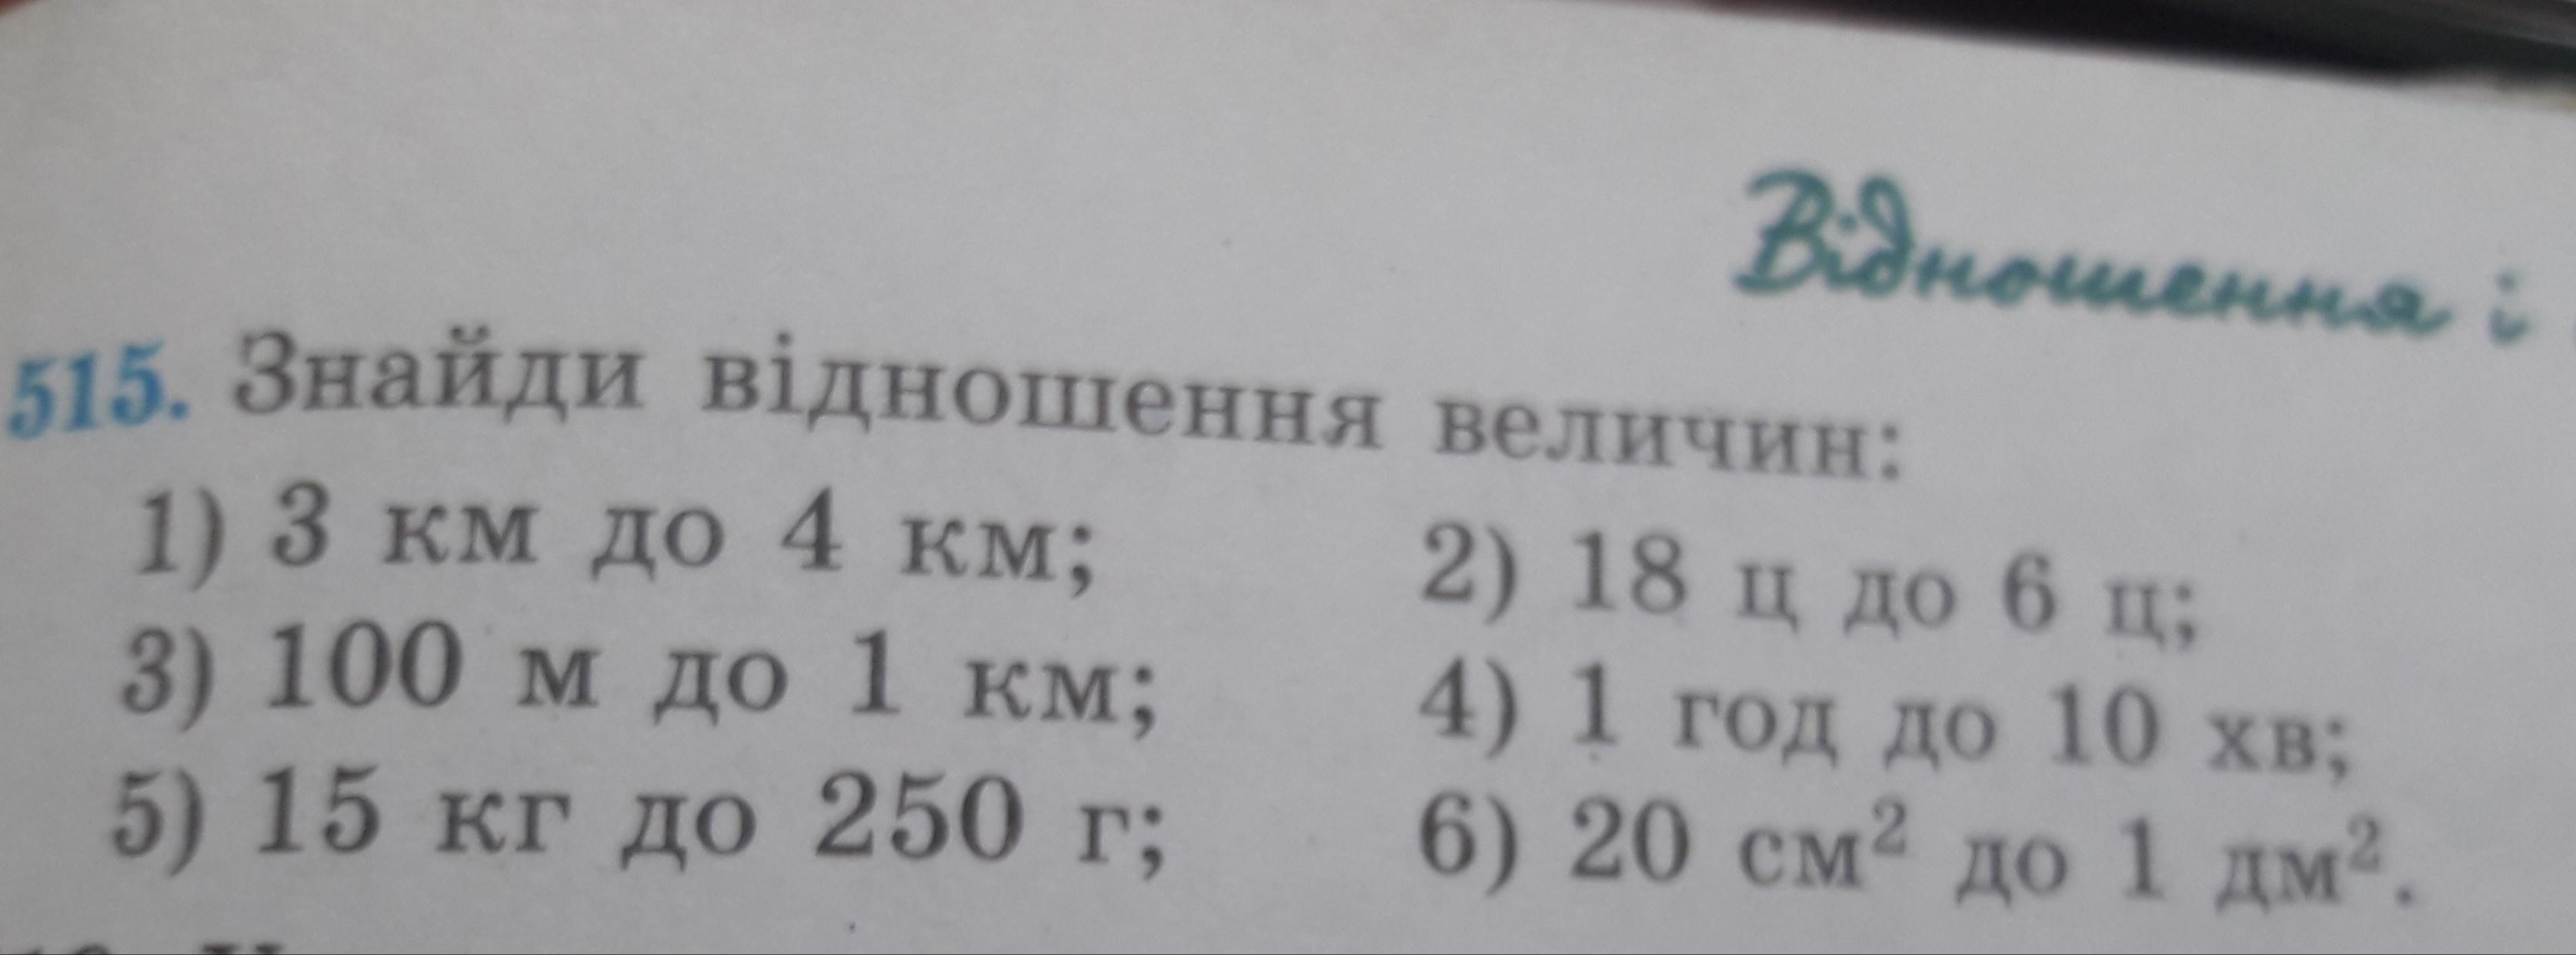 Відношення і
515. Знайди відношення величин:
1) 3 км до 4 км; 2) 18 ц до 6 ц;
3) 100 м до 1 км; 4) 1 год до 10 хв;
5) 15 кг до 250 г; 6) 20 см² до 1 дм².